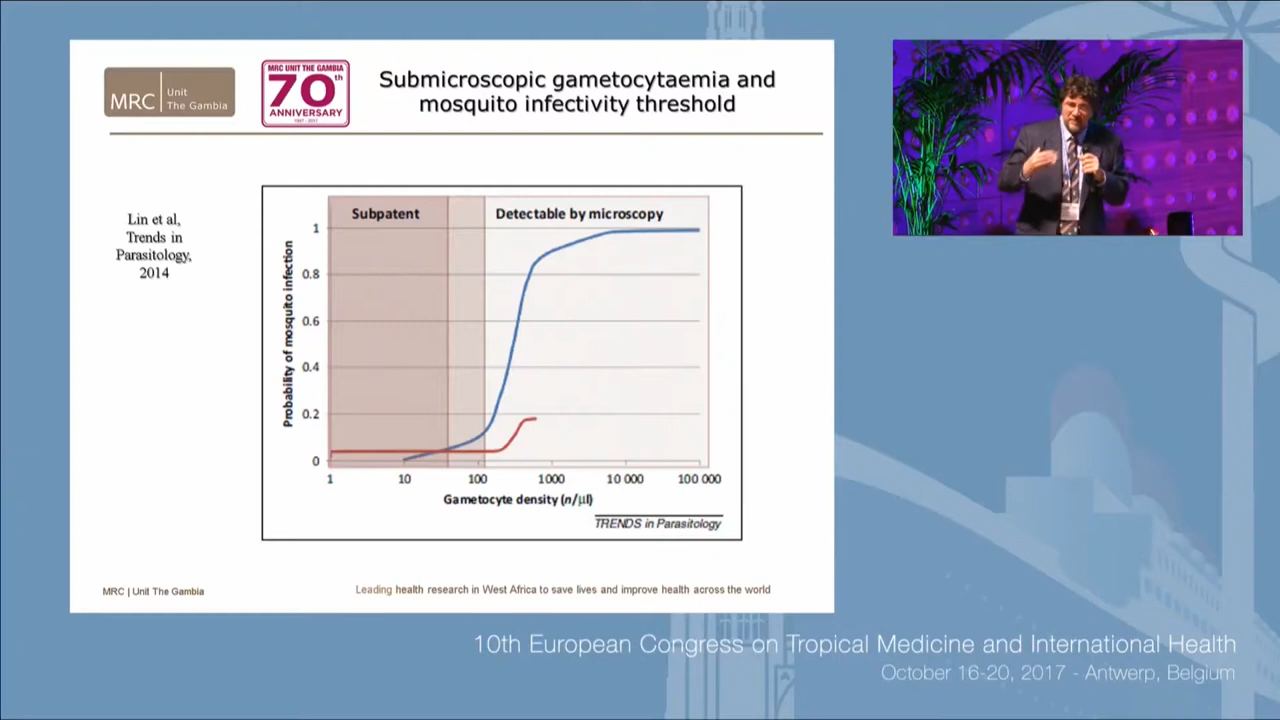 MRC
Unit
The Gambia
MRC UNIT THE GAMBIA
70th
ANNIVERSARY
1947 - 2017
Submicroscopic gametocytaemia and
mosquito infectivity threshold
Lin et al,
Trends in
Parasitology,
2014
Subpatent
Detectable by microscopy
Probability of mosquito infection
1
0.8
0.6
0.4
0.2
0
1 10 100 1000 10 000 100 000
Gametocyte density (n/µl)
TRENDS in Parasitology
MRC | Unit The Gambia
Leading health research in West Africa to save lives and improve health across the world
10th European Congress on Tropical Medicine and International Health
October 16-20, 2017 - Antwerp, Belgium